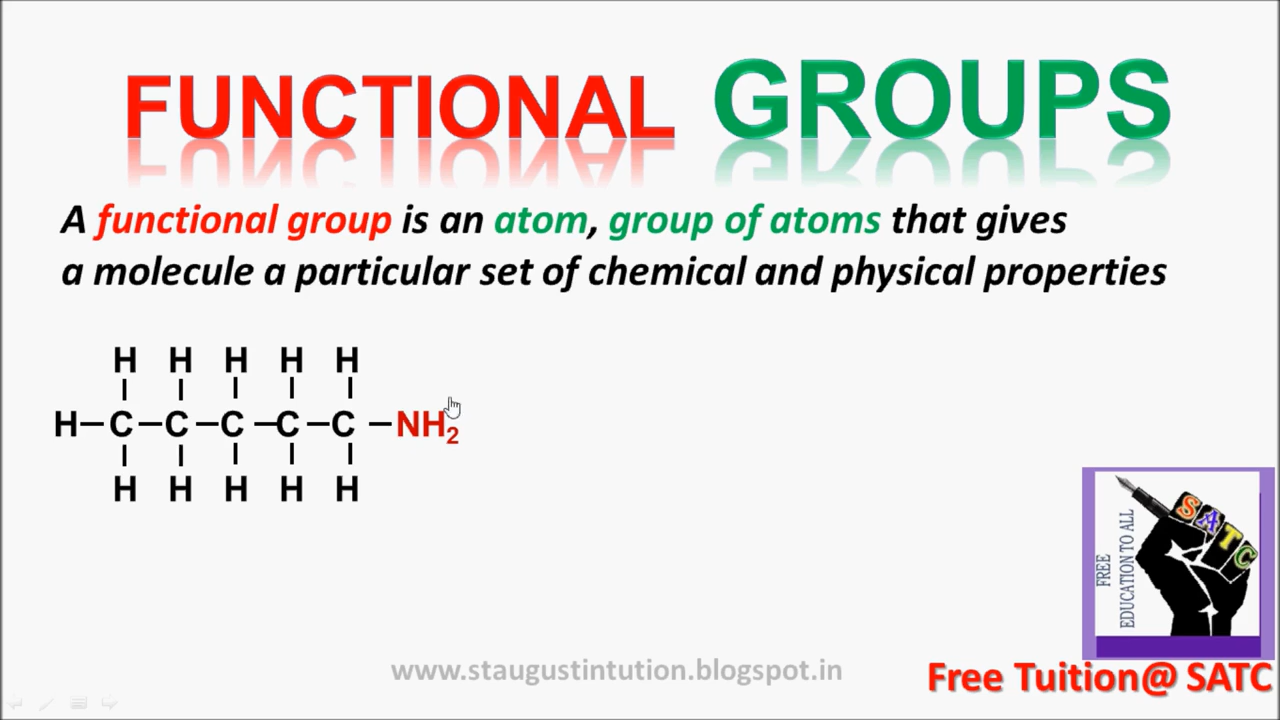 FUNCTIONAL GROUPS
A functional group is an atom, group of atoms that gives
a molecule a particular set of chemical and physical properties
H H H H H
H–C–C–C–C–C–NH₂
H H H H H
SATC
FREE
EDUCATION TO ALL
www.staugustintution.blogspot.in
Free Tuition@ SATC